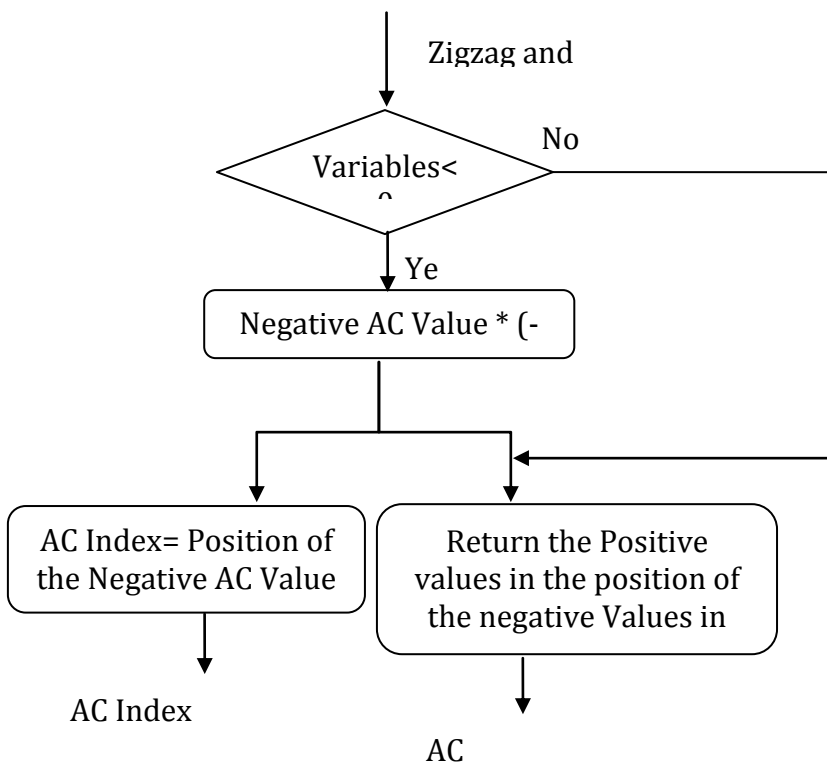 Zigzag and
No
Variables<
Ye
Negative AC Value * (-
AC Index= Position of
the Negative AC Value
Return the Positive
values in the position of
the negative Values in
AC Index
AC